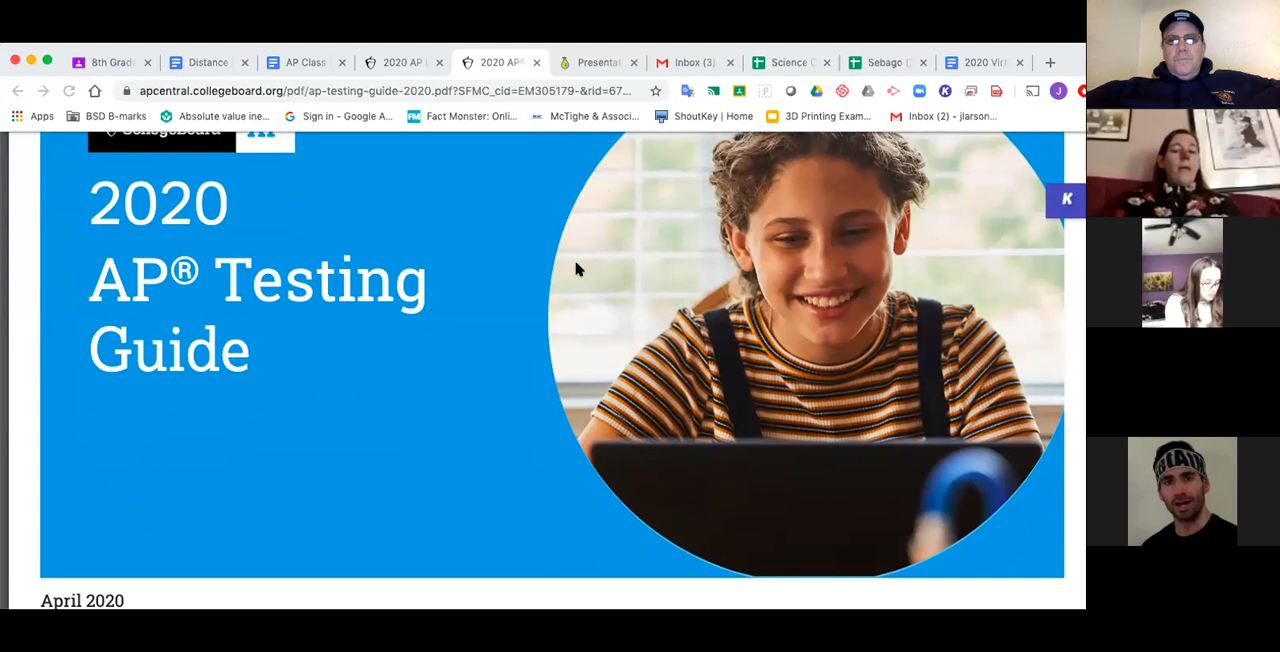 8th Grad
Distance
AP Class
2020 AP
2020 AP®
Presentat
Inbox (3
Science
Sebago
2020 Vir
apcentral.collegeboard.org/pdf/ap-testing-guide-2020.pdf?SFMC_cid=EM305179-&rid=67...
J
Apps
BSD B-marks
Absolute value ine...
Sign in - Google A...
FM
Fact Monster: Onli...
McTighe & Associ...
ShoutKey | Home
3D Printing Exam...
Inbox (2) - jlarson...
K
2020
AP® Testing
Guide
April 2020